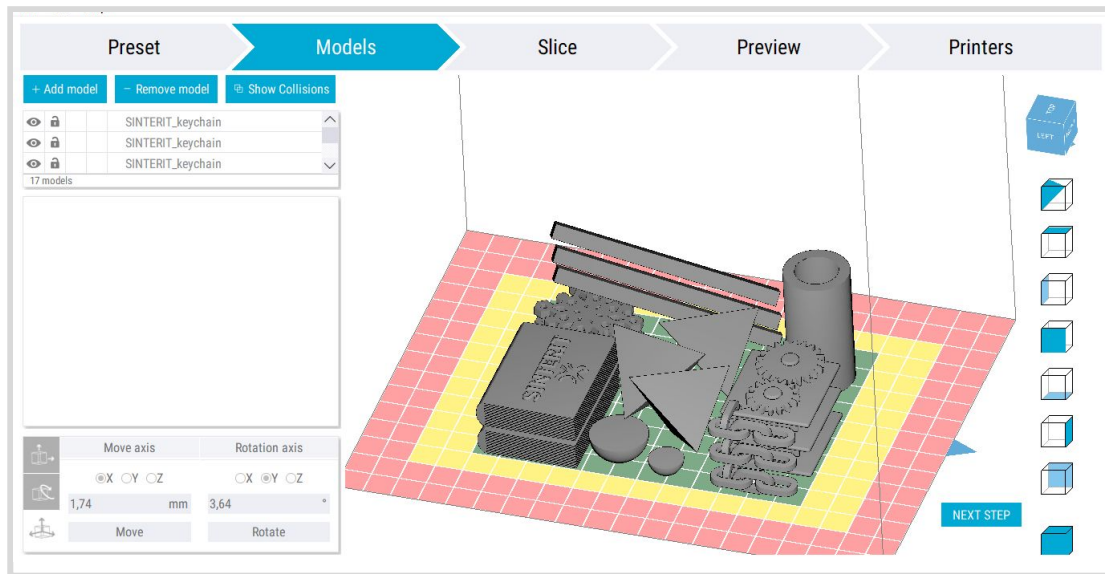 Preset Models Slice Preview Printers
+ Add model − Remove model Show Collisions
SINTERIT_keychain
SINTERIT_keychain
SINTERIT_keychain
17 models
LEFT
Move axis Rotation axis
X Y Z X Y Z
1,74 mm 3,64 °
Move Rotate
NEXT STEP